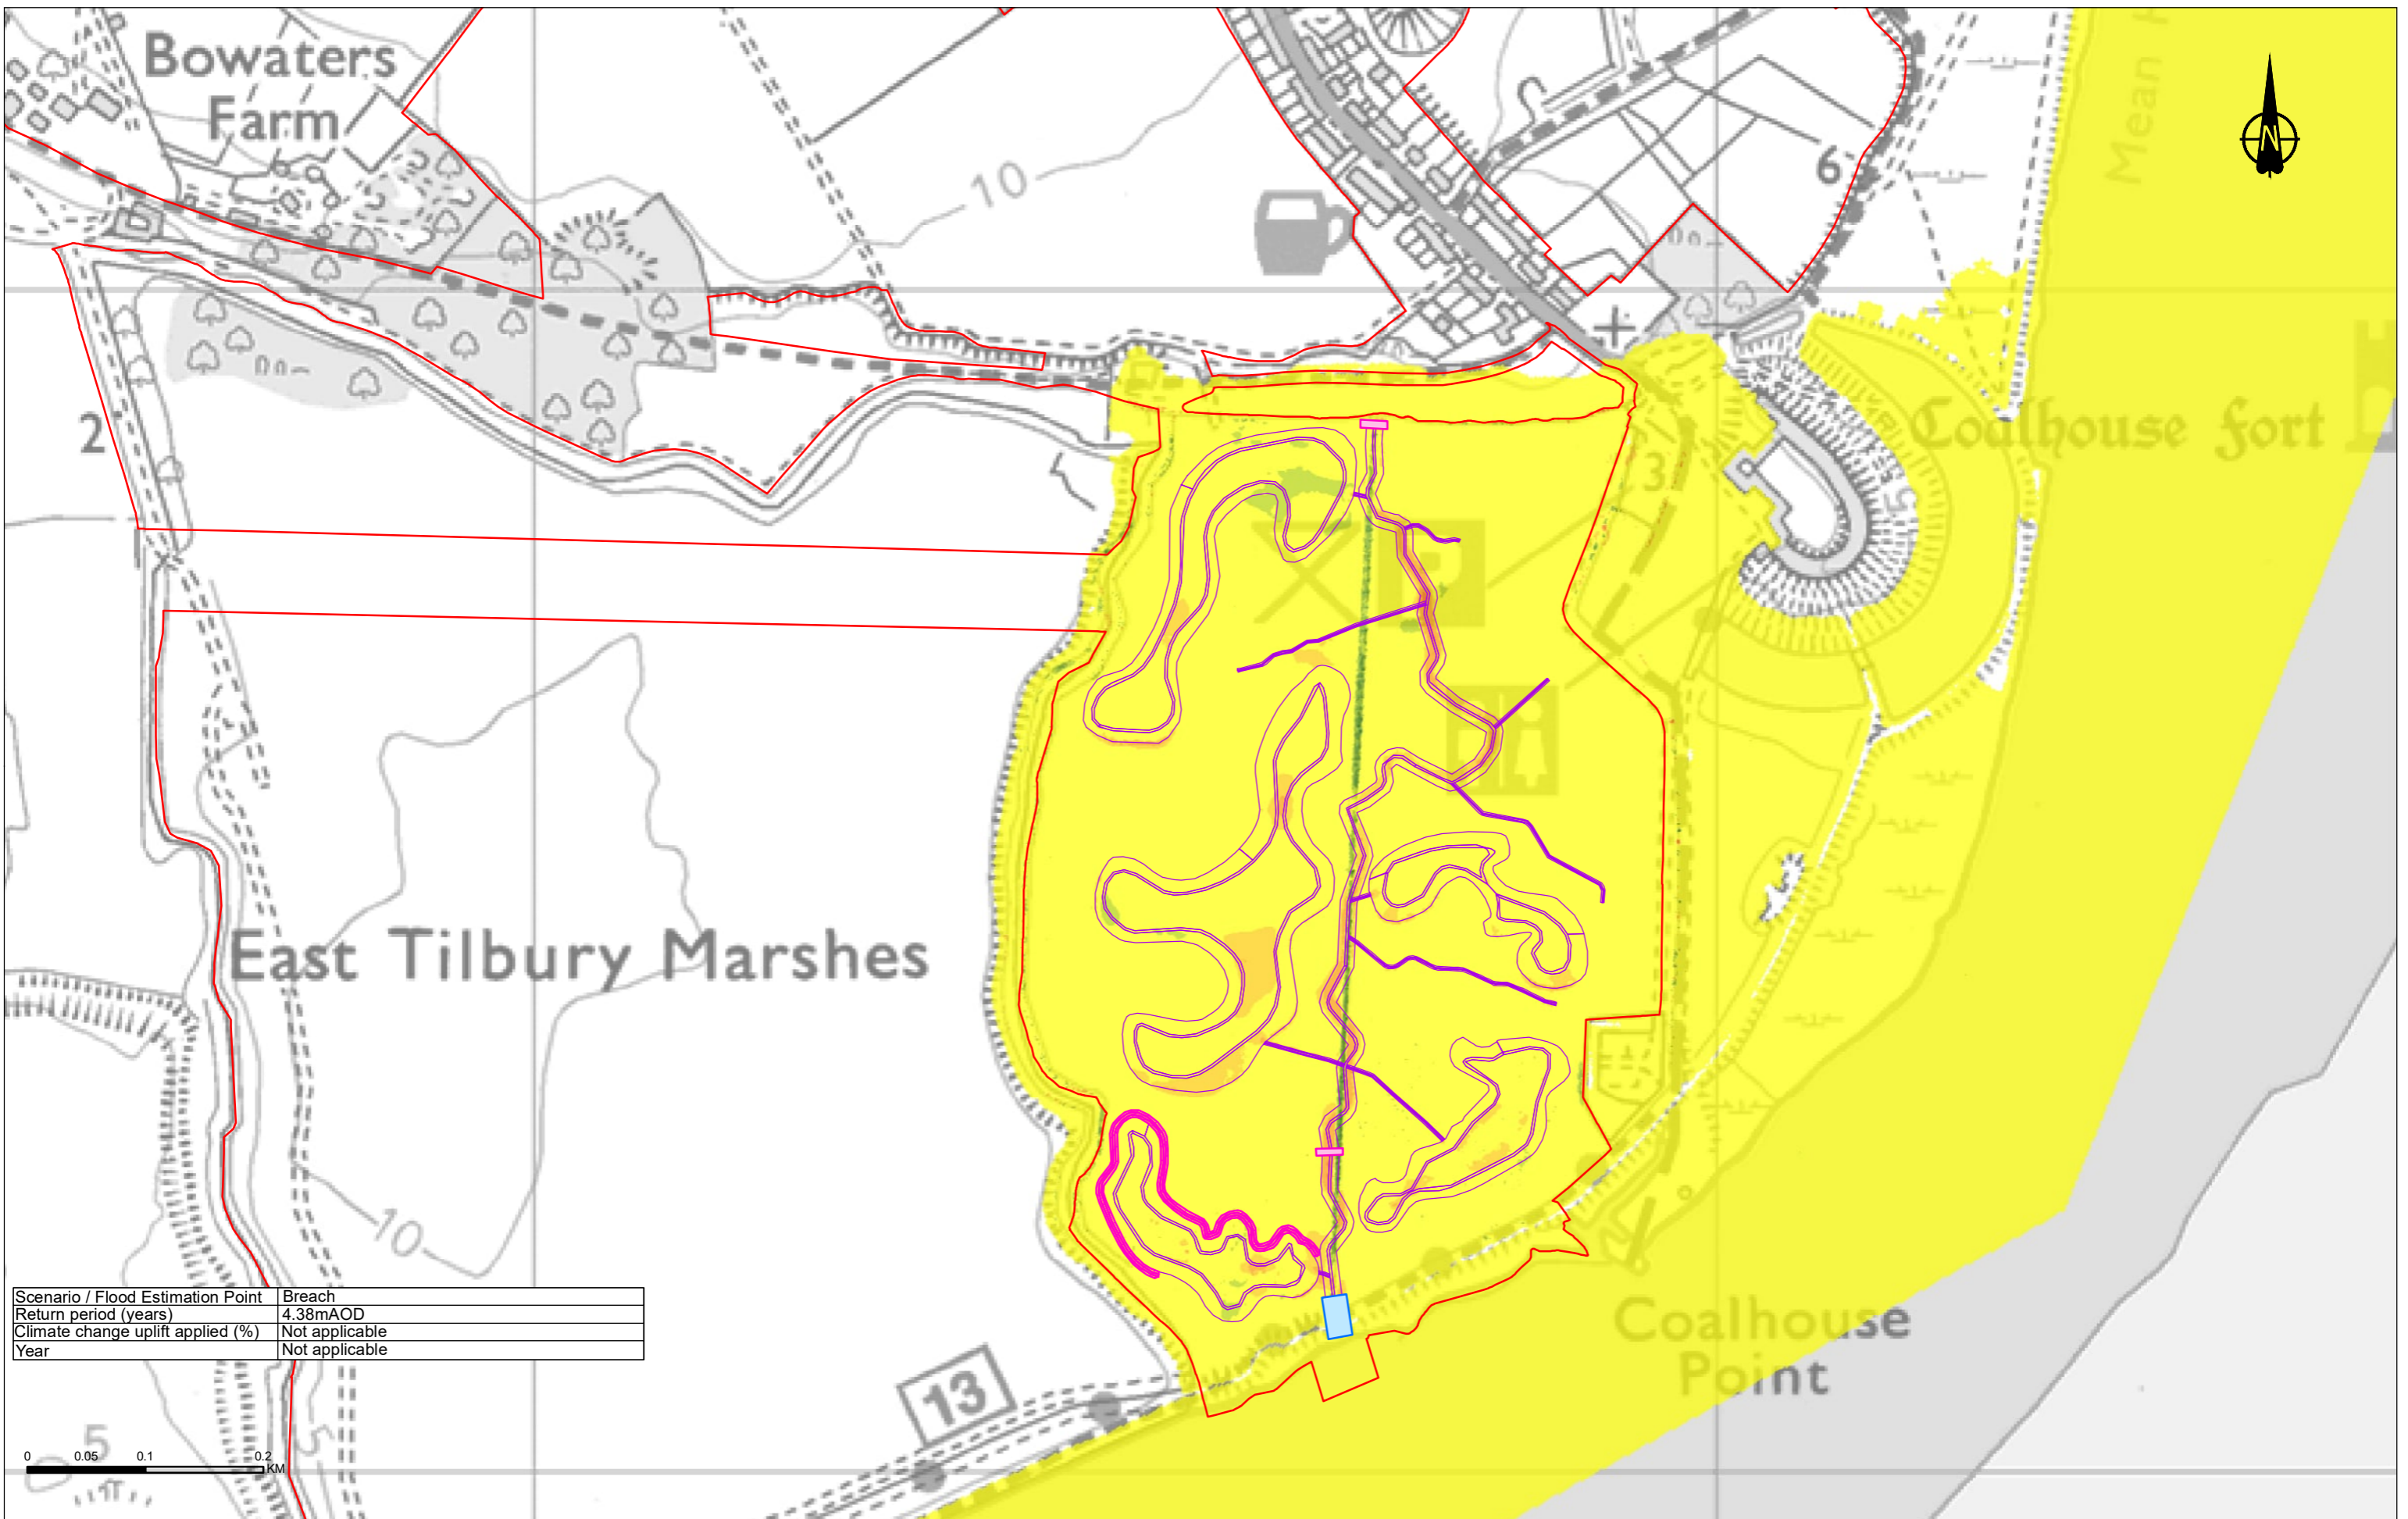 Bowaters
Farm
Mean
N
10
6
Coalhouse Fort
2
3
East Tilbury Marshes
10
Scenario / Flood Estimation Point Breach
Return period (years) 4.38mAOD
Climate change uplift applied (%) Not applicable
Year Not applicable
Coalhouse
Point
13
5
5
0 0.05 0.1 0.2
KM